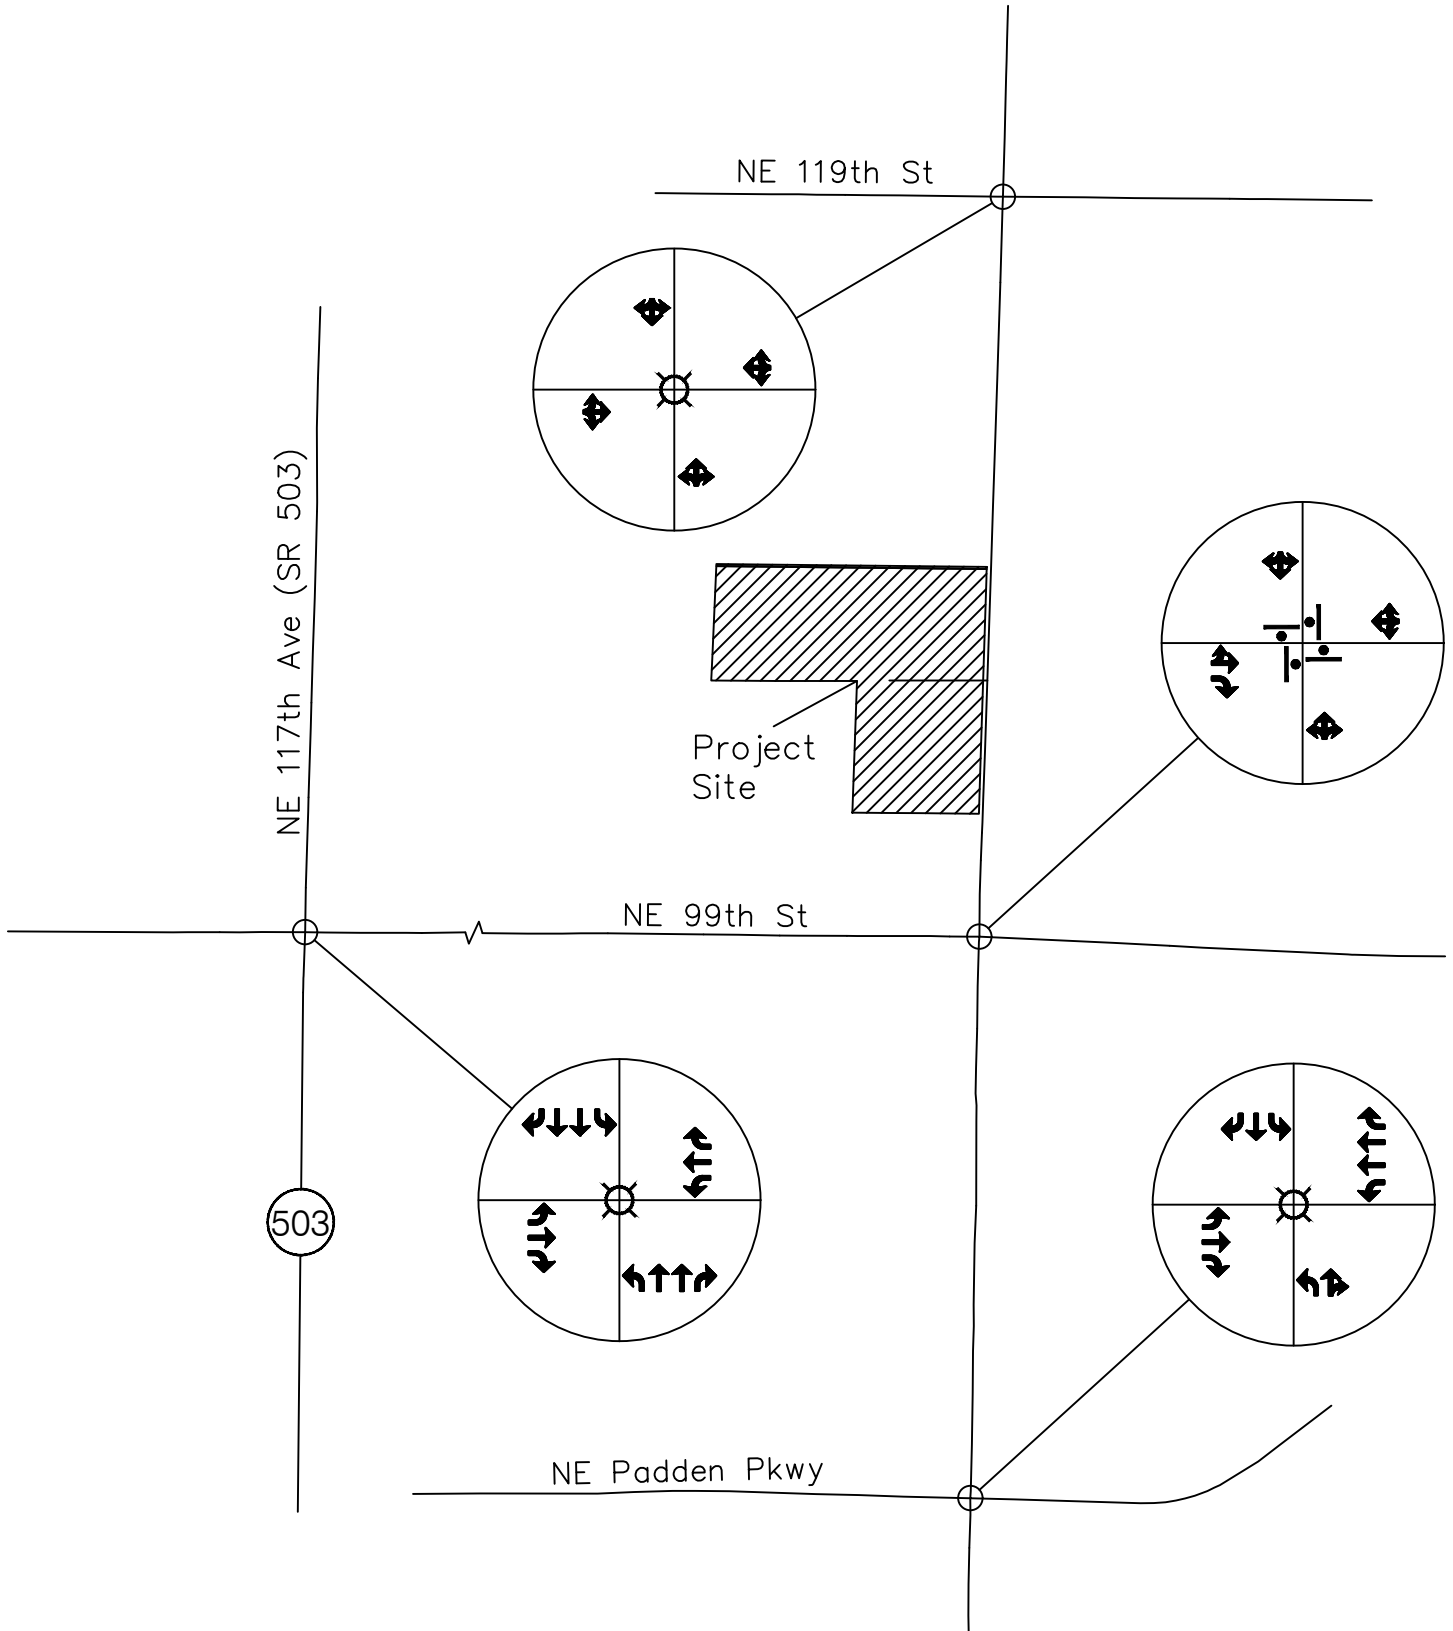 NE 119th St
NE 117th Ave (SR 503)
Project
Site
NE 99th St
503
NE Padden Pkwy